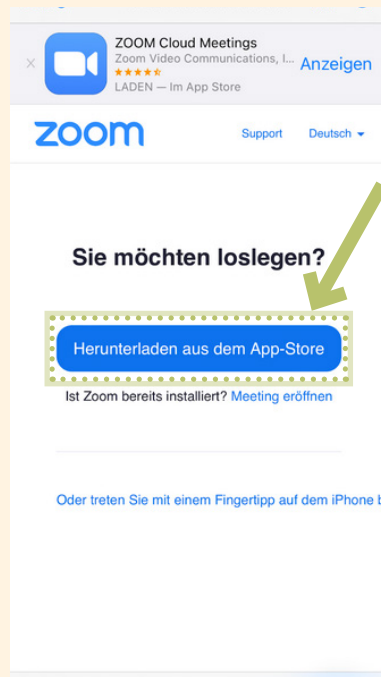 ZOOM Cloud Meetings
Zoom Video Communications, I...
Anzeigen
LADEN — Im App Store
zoom
Support
Deutsch
Sie möchten loslegen?
Herunterladen aus dem App-Store
Ist Zoom bereits installiert? Meeting eröffnen
Oder treten Sie mit einem Fingertipp auf dem iPhone